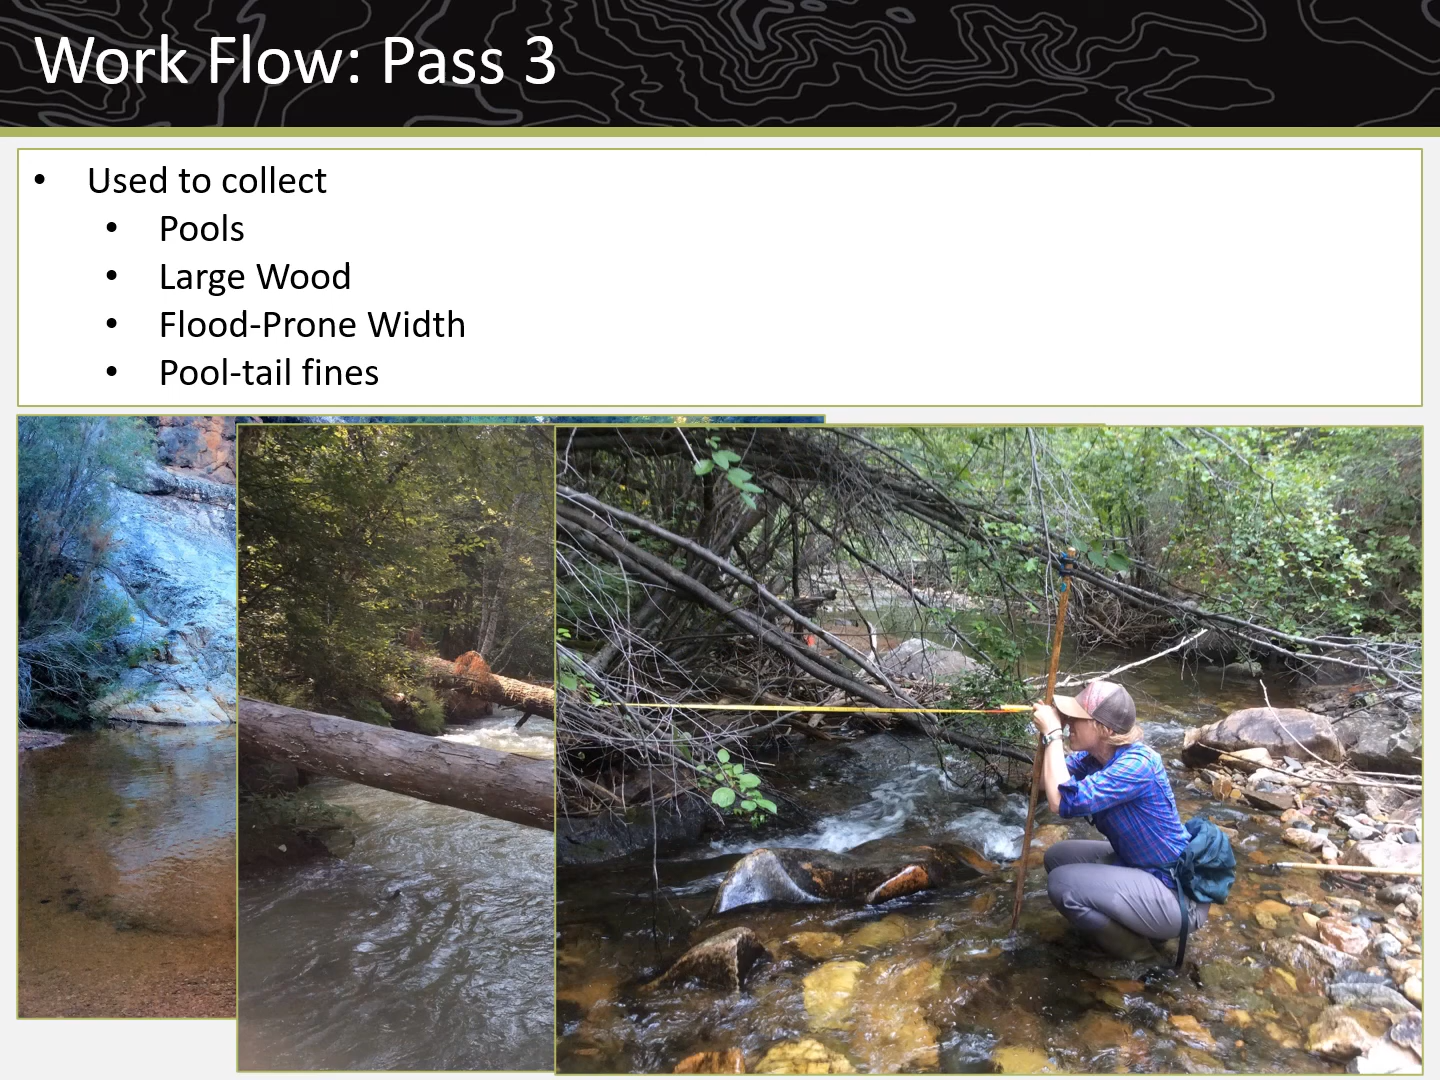 Work Flow: Pass 3
• Used to collect
• Pools
• Large Wood
• Flood-Prone Width
• Pool-tail fines